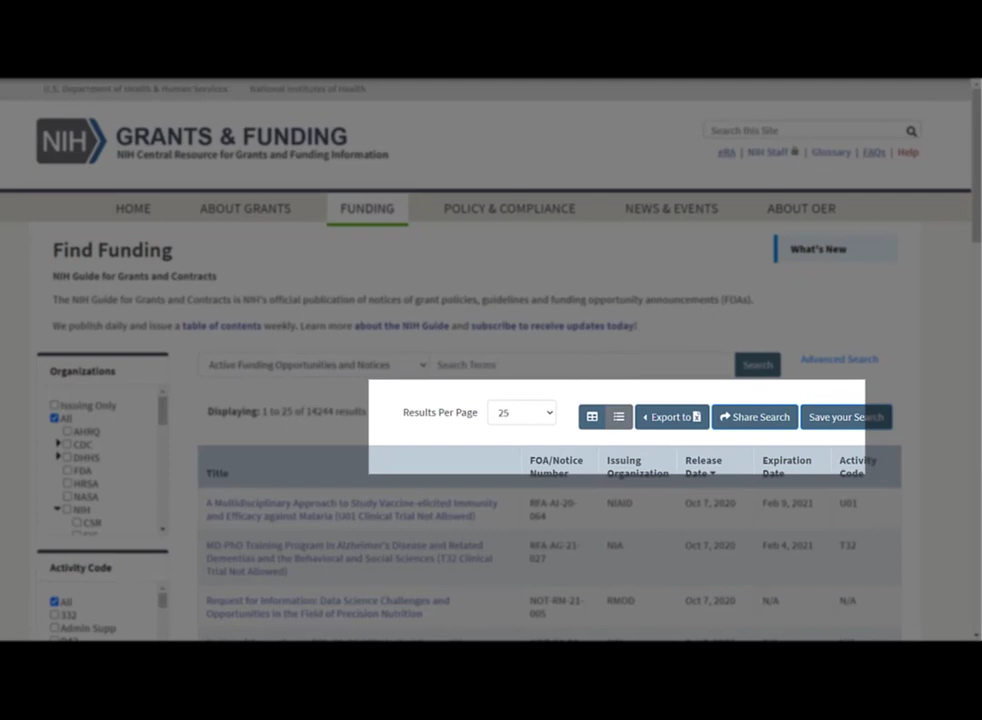 U.S. Department of Health & Human Services National Institutes of Health
NIH GRANTS & FUNDING
NIH Central Resource for Grants and Funding Information
Search this Site
eRA | NIH Staff | Glossary | FAQs | Help
HOME ABOUT GRANTS FUNDING POLICY & COMPLIANCE NEWS & EVENTS ABOUT OER
Find Funding
What's New
NIH Guide for Grants and Contracts
The NIH Guide for Grants and Contracts is NIH's official publication of notices of grant policies, guidelines and funding opportunity announcements (FOAs).
We publish daily and issue a table of contents weekly. Learn more about the NIH Guide and subscribe to receive updates today!
Organizations
Issuing Only
All
AHRQ
CDC
DHHS
FDA
HRSA
NASA
NIH
CSR
Activity Code
All
332
Admin Supp
Active Funding Opportunities and Notices Search Terms Search Advanced Search
Displaying: 1 to 25 of 14244 results Results Per Page 25 Export to Share Search Save your Search
Title FOA/Notice Number Issuing Organization Release Date Expiration Date Activity Code
A Multidisciplinary Approach to Study Vaccine-elicited Immunity RFA-AI-20- NIAID Oct 7, 2020 Feb 9, 2021 U01
and Efficacy against Malaria (U01 Clinical Trial Not Allowed) 064
MD-PhD Training Program in Alzheimer's Disease and Related RFA-AG-21- NIA Oct 7, 2020 Feb 4, 2021 T32
Dementias and the Behavioral and Social Sciences (T32 Clinical 027
Trial Not Allowed)
Request for Information: Data Science Challenges and NOT-RM-21- RMOD Oct 7, 2020 N/A N/A
Opportunities in the Field of Precision Nutrition 005